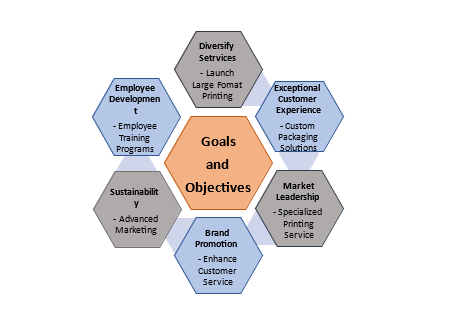 Diversify
Setrvices
- Launch
Large Fomat
Printing
Exceptional
Customer
Experience
- Custom
Packaging
Solutions
Market
Leadership
- Specialized
Printing
Service
Brand
Promotion
- Enhance
Customer
Service
Sustainabilit
y
- Advanced
Marketing
Employee
Developmen
t
- Employee
Training
Programs
Goals
and
Objectives